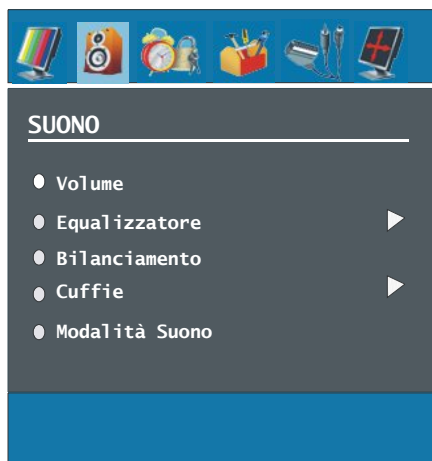 SUONO
Volume
Equalizzatore
Bilanciamento
Cuffie
Modalità Suono